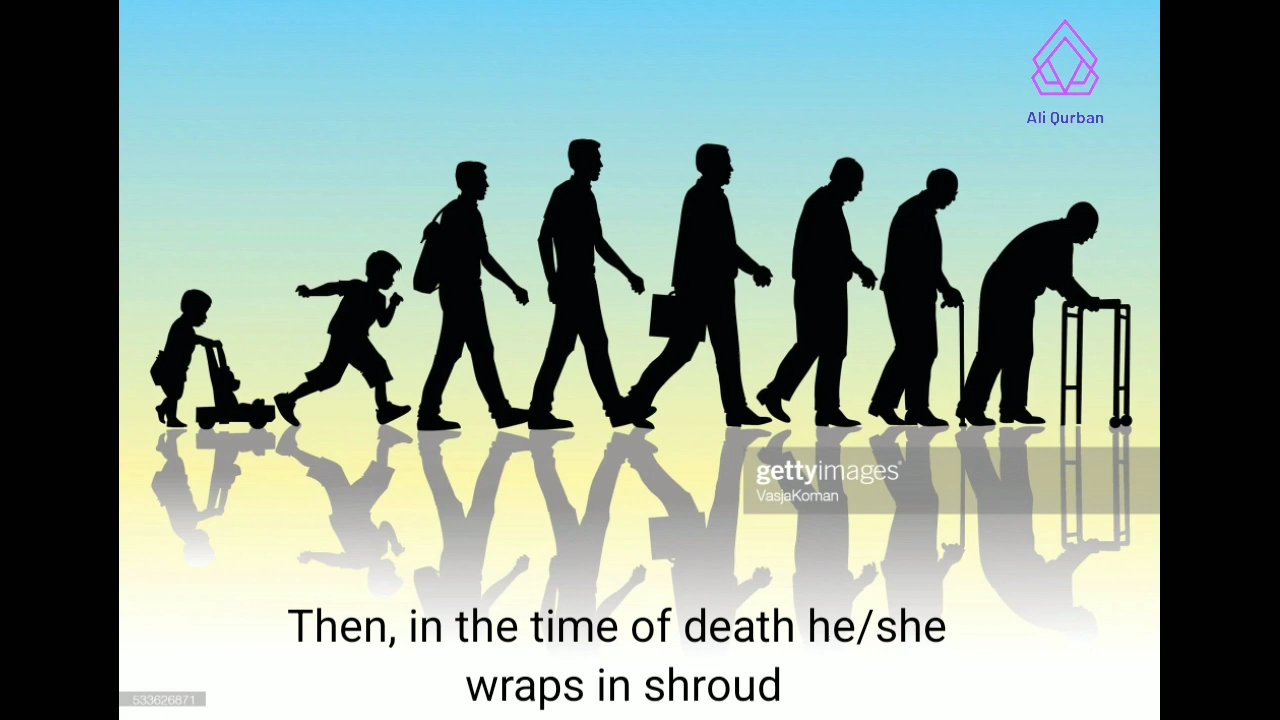 Ali Qurban
gettyimages
VasjaKoman
Then, in the time of death he/she
wraps in shroud
533626871